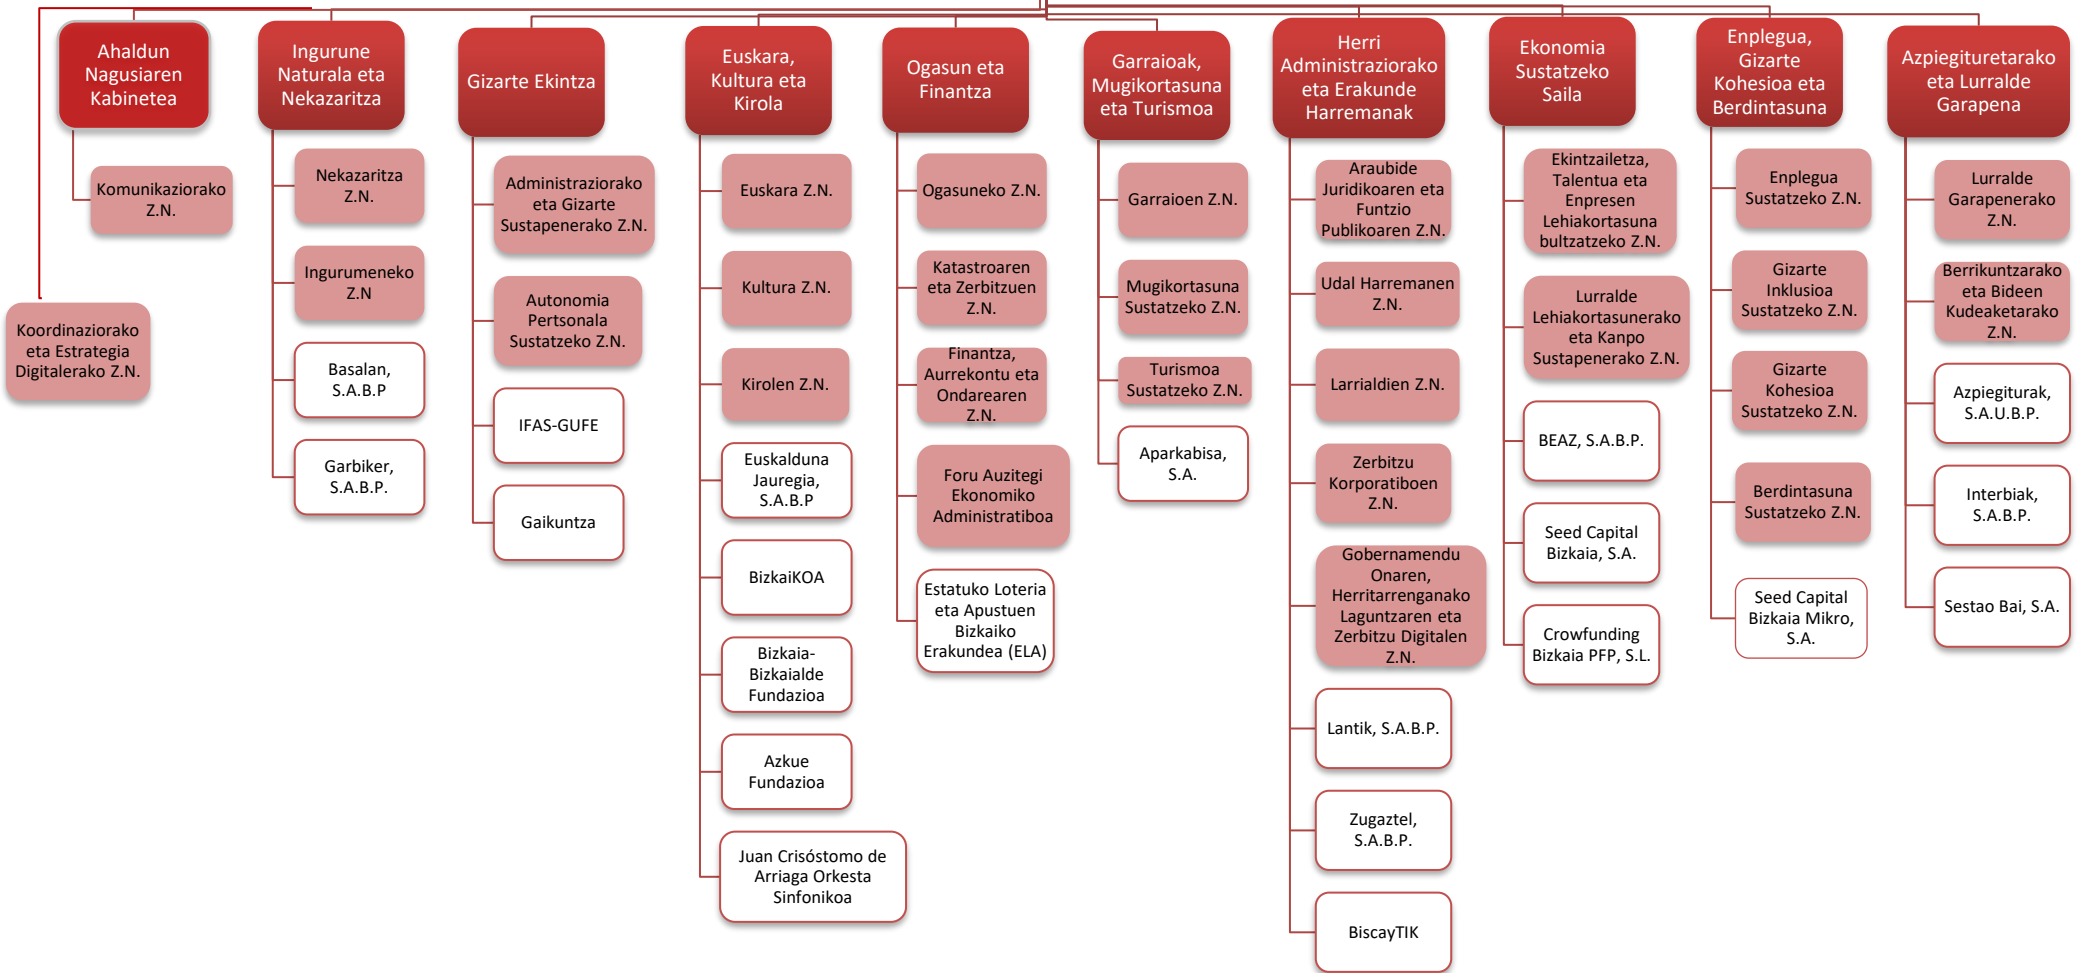 Ahaldun
Nagusiaren
Kabinetea
Komunikaziorako
Z.N.
Koordinaziorako
eta Estrategia
Digitalerako Z.N.
Ingurune
Naturala eta
Nekazaritza
Nekazaritza
Z.N.
Ingurumeneko
Z.N
Basalan,
S.A.B.P
Garbiker,
S.A.B.P.
Gizarte Ekintza
Administraziorako
eta Gizarte
Sustapenerako Z.N.
Autonomia
Pertsonala
Sustatzeko Z.N.
IFAS-GUFE
Gaikuntza
Euskara,
Kultura eta
Kirola
Euskara Z.N.
Kultura Z.N.
Kirolen Z.N.
Euskalduna
Jauregia,
S.A.B.P
BizkaiKOA
Bizkaia-
Bizkaialde
Fundazioa
Azkue
Fundazioa
Juan Crisóstomo de
Arriaga Orkesta
Sinfonikoa
Ogasun eta
Finantza
Ogasuneko Z.N.
Katastroaren
eta Zerbitzuen
Z.N.
Finantza,
Aurrekontu eta
Ondarearen
Z.N.
Foru Auzitegi
Ekonomiko
Administratiboa
Estatuko Loteria
eta Apustuen
Bizkaiko
Erakundea (ELA)
Garraioak,
Mugikortasuna
eta Turismoa
Garraioen Z.N.
Mugikortasuna
Sustatzeko Z.N.
Turismoa
Sustatzeko Z.N.
Aparkabisa,
S.A.
Herri
Administraziorako
eta Erakunde
Harremanak
Araubide
Juridikoaren eta
Funtzio
Publikoaren Z.N.
Udal Harremanen
Z.N.
Larrialdien Z.N.
Zerbitzu
Korporatiboen
Z.N.
Gobernamendu
Onaren,
Herritarrenganako
Laguntzaren eta
Zerbitzu Digitalen
Z.N.
Lantik, S.A.B.P.
Zugaztel,
S.A.B.P.
BiscayTIK
Ekonomia
Sustatzeko
Saila
Ekintzailetza,
Talentua eta
Enpresen
Lehiakortasuna
bultzatzeko Z.N.
Lurralde
Lehiakortasunerako
eta Kanpo
Sustapenerako Z.N.
BEAZ, S.A.B.P.
Seed Capital
Bizkaia, S.A.
Crowfunding
Bizkaia PFP, S.L.
Enplegua,
Gizarte
Kohesioa eta
Berdintasuna
Enplegua
Sustatzeko Z.N.
Gizarte
Inklusioa
Sustatzeko Z.N.
Gizarte
Kohesioa
Sustatzeko Z.N.
Berdintasuna
Sustatzeko Z.N.
Seed Capital
Bizkaia Mikro,
S.A.
Azpiegituretarako
eta Lurralde
Garapena
Lurralde
Garapenerako
Z.N.
Berrikuntzarako
eta Bideen
Kudeaketarako
Z.N.
Azpiegiturak,
S.A.U.B.P.
Interbiak,
S.A.B.P.
Sestao Bai, S.A.